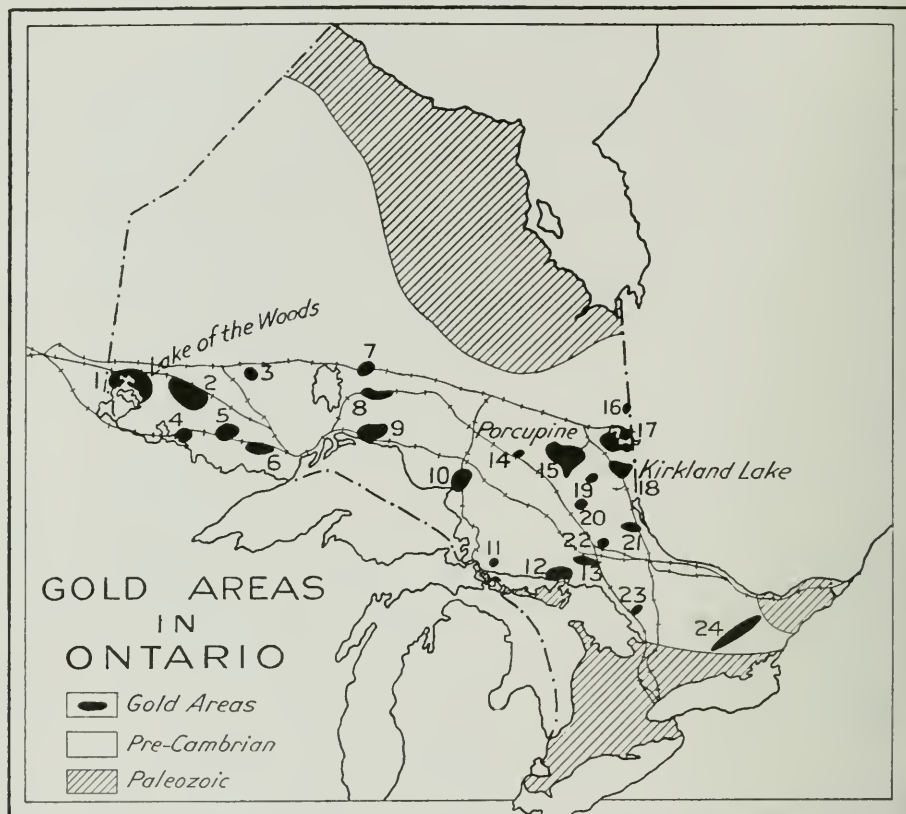 Lake of the Woods
1
2
3
7
4
5
6
8
9
Porcupine
16
17
14
15
Kirkland Lake
10
18
19
20
11
12
22
13
21
23
24
GOLD AREAS
IN
ONTARIO
Gold Areas
Pre-Cambrian
Paleozoic